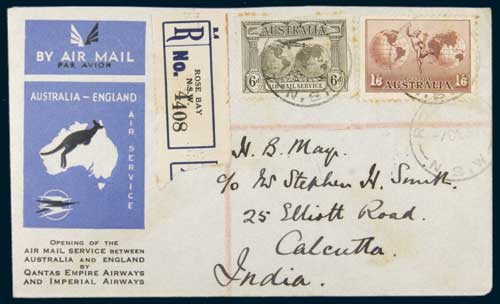 BY AIR MAIL
PAR AVION
AUSTRALIA – ENGLAND
AIR SERVICE
OPENING OF THE
AIR MAIL SERVICE BETWEEN
AUSTRALIA AND ENGLAND
BY
QANTAS EMPIRE AIRWAYS
AND IMPERIAL AIRWAYS
R
No.
ROSE BAY
N.S.W.
4408
6d
6d
AIR MAIL SERVICE
1/6
AUSTRALIA
1/6
N.S.W
H. B. May.
c/o Mr Stephen H. Smith.
25 Elliott Road.
Calcutta.
India.